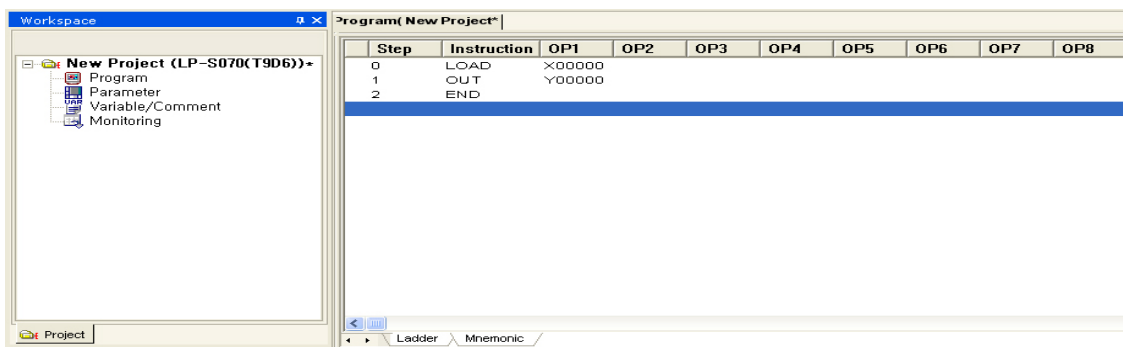 Workspace
New Project (LP-S070(T9D6))*
Program
Parameter
Variable/Comment
Monitoring
Project
Program( New Project*
Step Instruction OP1 OP2 OP3 OP4 OP5 OP6 OP7 OP8
0 LOAD X00000
1 OUT Y00000
2 END
Ladder Mnemonic